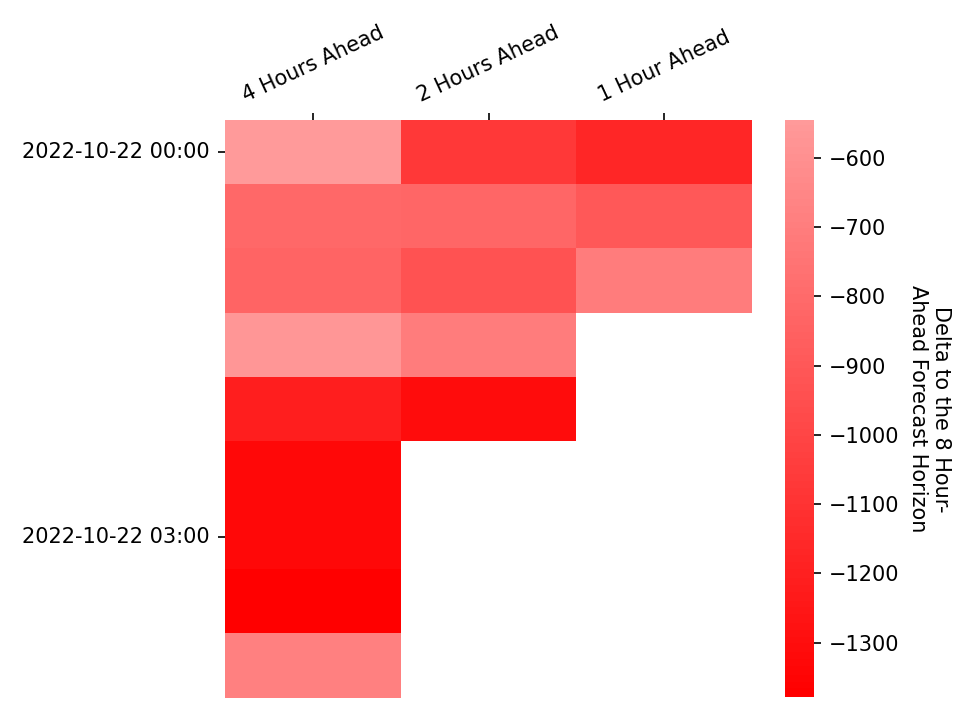 4 Hours Ahead
2 Hours Ahead
1 Hour Ahead
2022-10-22 00:00
2022-10-22 03:00
−600
−700
−800
−900
−1000
−1100
−1200
−1300
Delta to the 8 Hour-
Ahead Forecast Horizon